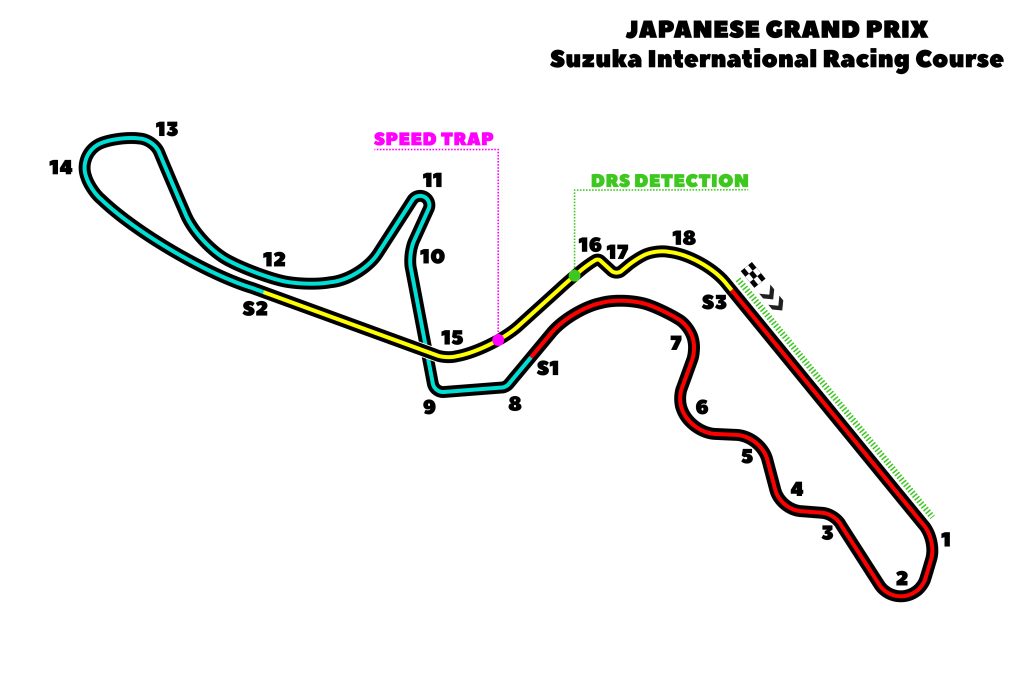 JAPANESE GRAND PRIX
Suzuka International Racing Course
13
SPEED TRAP
14
11
DRS DETECTION
10
12
16
17
18
S2
S3
15
7
S1
9
8
6
5
4
3
1
2